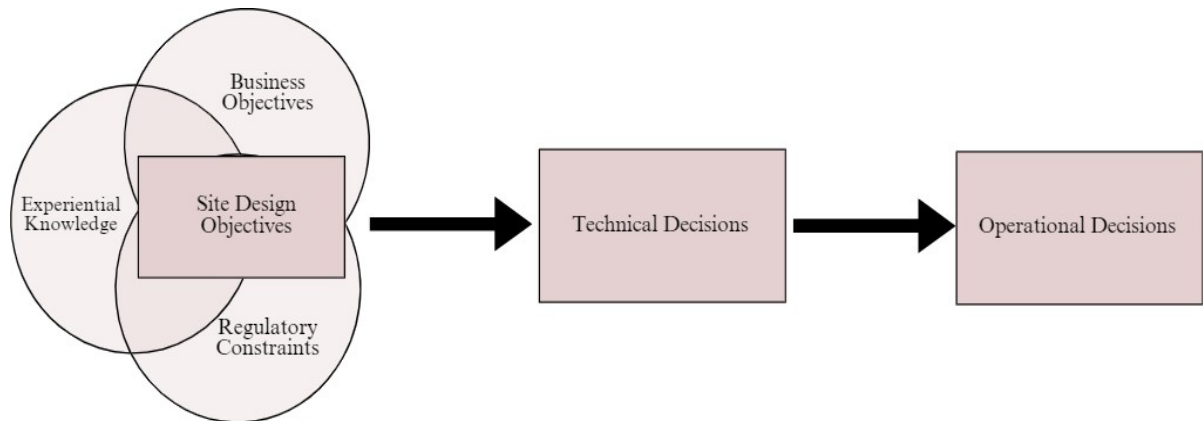 Business
Objectives
Experiential
Knowledge
Site Design
Objectives
Regulatory
Constraints
Technical Decisions
Operational Decisions